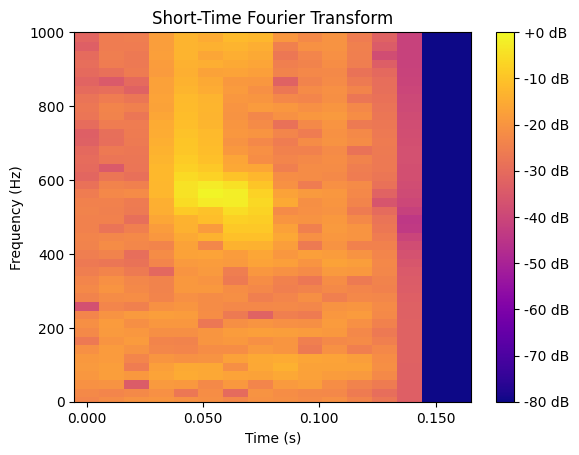 Short-Time Fourier Transform
1000
800
600
400
200
0
Frequency (Hz)
0.000
0.050
0.100
0.150
Time (s)
+0 dB
-10 dB
-20 dB
-30 dB
-40 dB
-50 dB
-60 dB
-70 dB
-80 dB